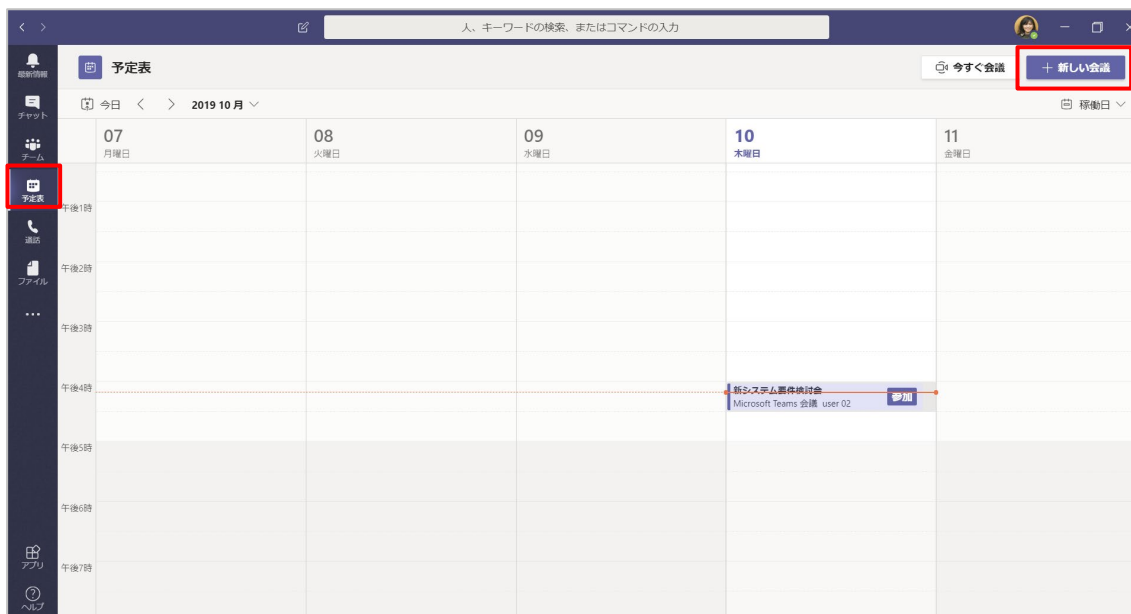 人、キーワードの検索、またはコマンドの入力
最新情報
チャット
チーム
予定表
通話
ファイル
アプリ
ヘルプ
予定表
今すぐ会議
+ 新しい会議
今日 < > 2019 10月
稼働日
07
月曜日
08
火曜日
09
水曜日
10
木曜日
11
金曜日
午後1時
午後2時
午後3時
午後4時
新システム要件検討会
Microsoft Teams 会議 user 02
参加
午後5時
午後6時
午後7時